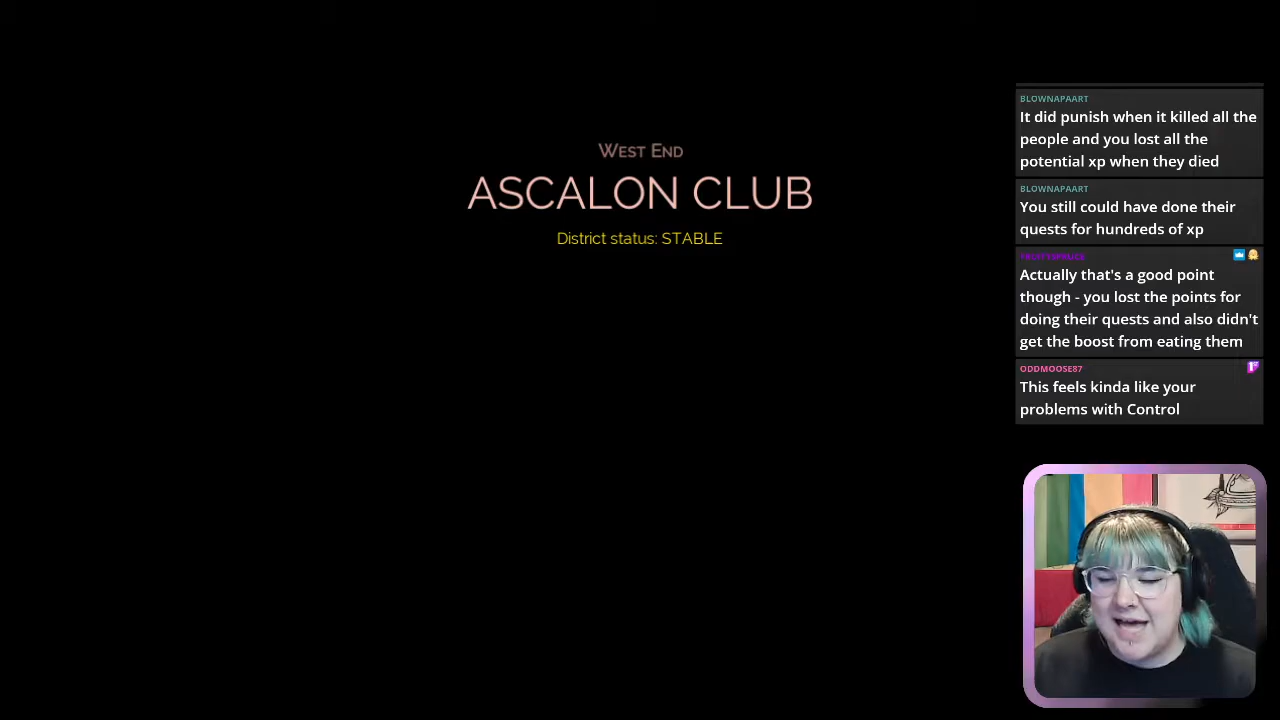 WEST END
ASCALON CLUB
District status: STABLE
BLOWNAPAART
It did punish when it killed all the
people and you lost all the
potential xp when they died
BLOWNAPAART
You still could have done their
quests for hundreds of xp
Actually that's a good point
though - you lost the points for
doing their quests and also didn't
get the boost from eating them
ODDMOOSE87
This feels kinda like your
problems with Control